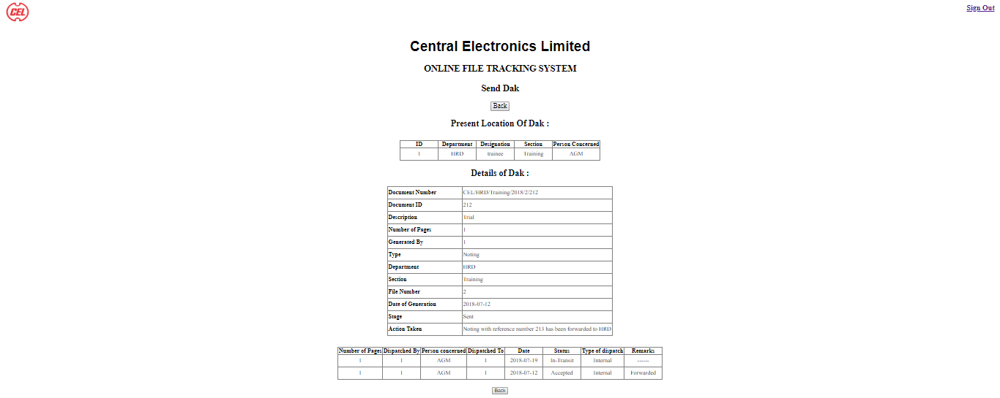 CEL
Sign Out
Central Electronics Limited
ONLINE FILE TRACKING SYSTEM
Send Dak
Back
Present Location Of Dak :
ID Department Designation Section Person Concerned
1 HRD trainee Training AGM
Details of Dak :
Document Number CEL/HRD/Training/2018/2/212
Document ID 212
Description Trial
Number of Pages 1
Generated By 1
Type Noting
Department HRD
Section Training
File Number 2
Date of Generation 2018-07-12
Stage Sent
Action Taken Noting with reference number 213 has been forwarded to HRD
Number of Pages Dispatched By Person concerned Dispatched To Date Status Type of dispatch Remarks
1 1 AGM 1 2018-07-19 In-Transit Internal ------
1 1 AGM 1 2018-07-12 Accepted Internal Forwarded
Back